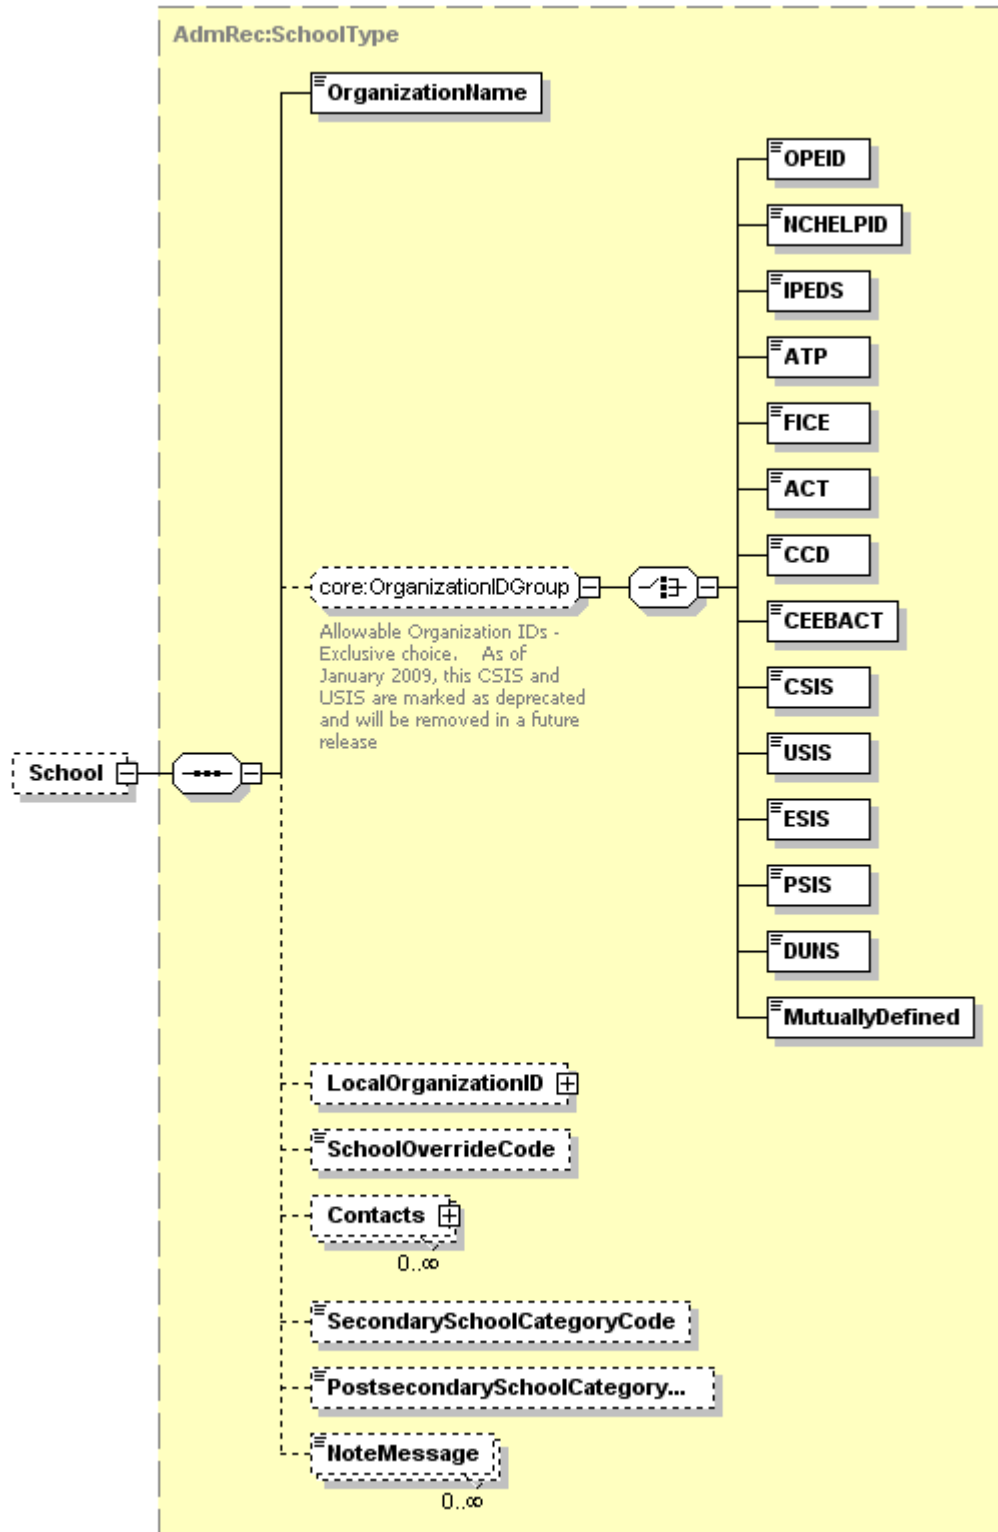 AdmRec:SchoolType
OrganizationName
OPEID
NCHELPID
IPEDS
ATP
FICE
ACT
CCD
core:OrganizationIDGroup
Allowable Organization IDs -
Exclusive choice. As of
January 2009, this CSIS and
USIS are marked as deprecated
and will be removed in a future
release
CEEBACT
CSIS
USIS
ESIS
PSIS
DUNS
MutuallyDefined
School
LocalOrganizationID
SchoolOverrideCode
Contacts
0..∞
SecondarySchoolCategoryCode
PostsecondarySchoolCategory...
NoteMessage
0..∞